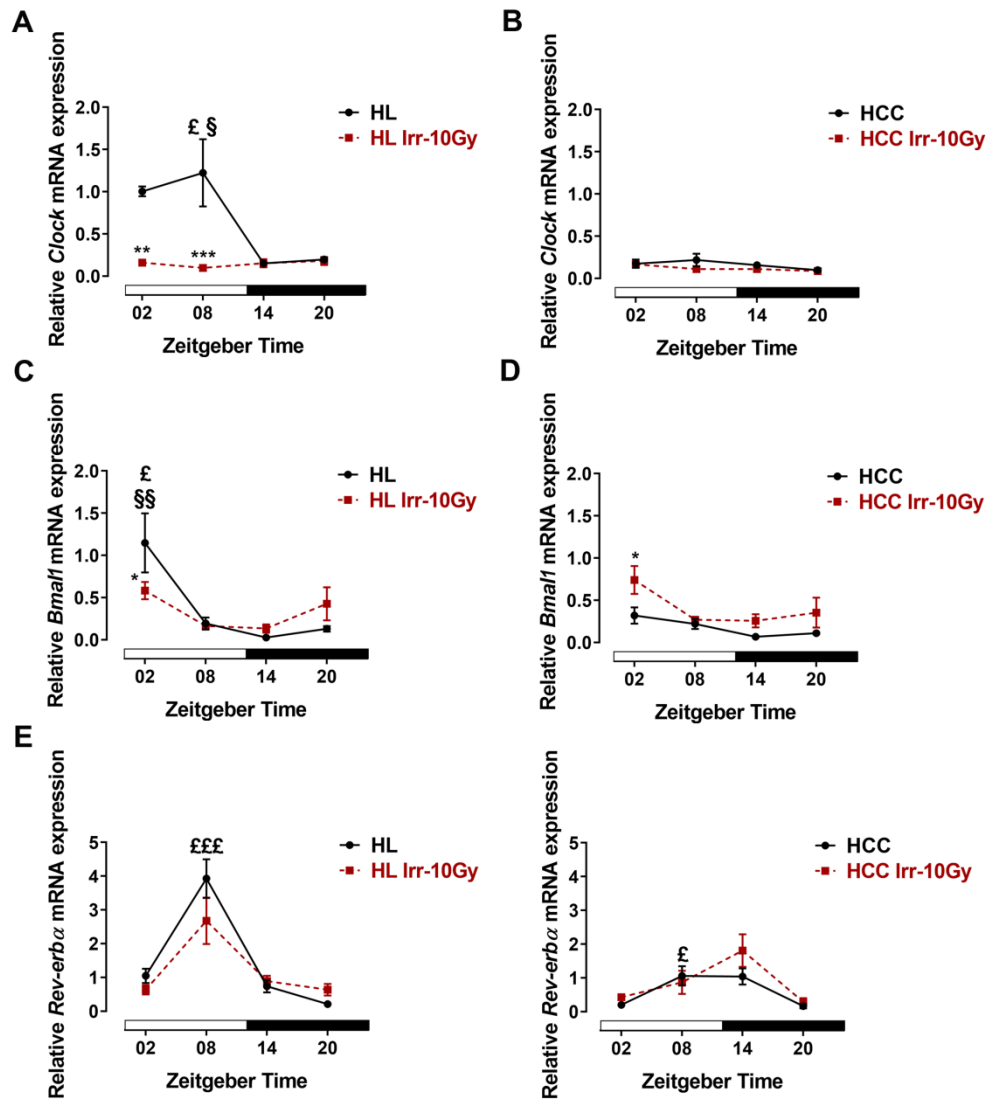 A
Relative Clock mRNA expression
2.0
1.5
1.0
0.5
0.0
£ §
** ***
HL
HL Irr-10Gy
02 08 14 20
Zeitgeber Time
B
Relative Clock mRNA expression
2.0
1.5
1.0
0.5
0.0
HCC
HCC Irr-10Gy
02 08 14 20
Zeitgeber Time
C
Relative Bmal1 mRNA expression
2.0
1.5
1.0
0.5
0.0
£
§§
*
HL
HL Irr-10Gy
02 08 14 20
Zeitgeber Time
D
Relative Bmal1 mRNA expression
2.0
1.5
1.0
0.5
0.0
*
HCC
HCC Irr-10Gy
02 08 14 20
Zeitgeber Time
E
Relative Rev-erbα mRNA expression
5
4
3
2
1
0
£££
HL
HL Irr-10Gy
02 08 14 20
Zeitgeber Time
Relative Rev-erbα mRNA expression
5
4
3
2
1
0
£
HCC
HCC Irr-10Gy
02 08 14 20
Zeitgeber Time